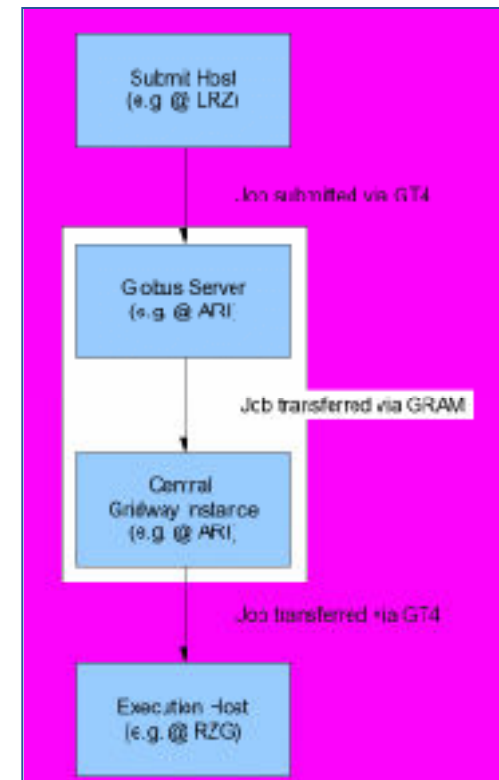 Submit Host
(e.g. @ LRZ)
Job submitted via GT4
Globus Server
(e.g. @ ARI)
Job transferred via GRAM
Central
Gridway Instance
(e.g. @ ARI)
Job transferred via GT4
Execution Host
(e.g. @ RZG)